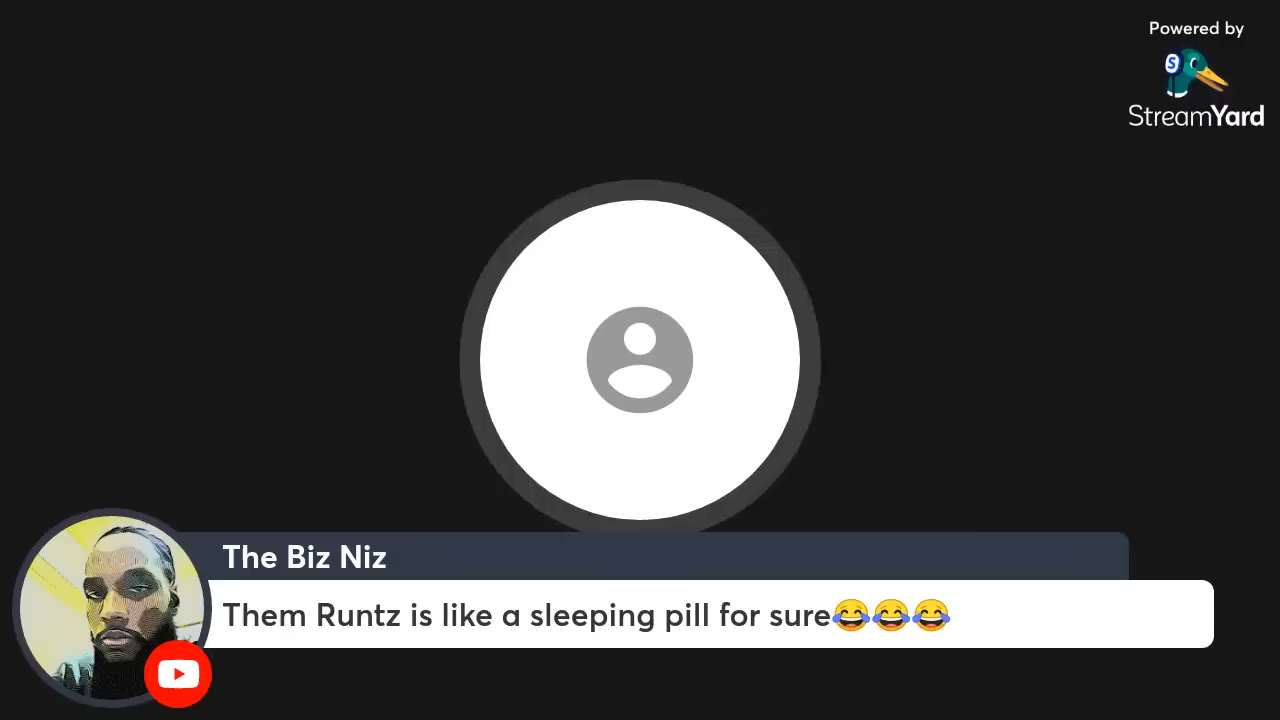 Powered by
S
StreamYard
The Biz Niz
Them Runtz is like a sleeping pill for sure😂😂😂